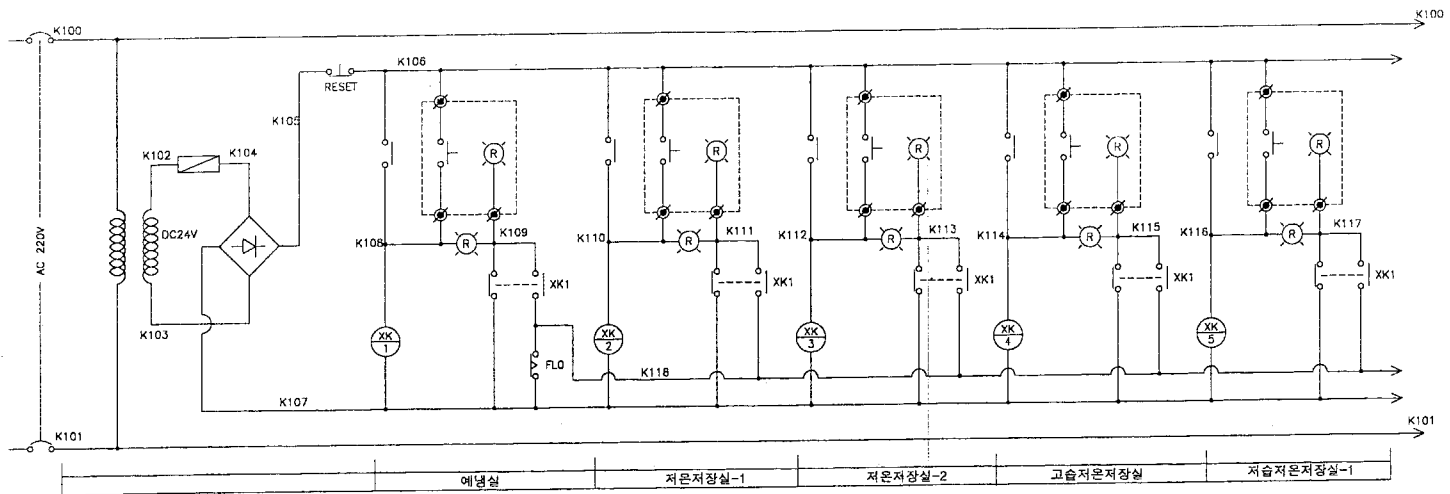 K100
K100
K106
RESET
K105
K102
K104
R
R
R
R
R
AC 220V
DC24V
K108
R
K109
K110
R
K111
K112
R
K113
K114
R
K115
K116
R
K117
XK1
XK1
XK1
XK1
XK1
K103
XK
1
XK
2
XK
3
XK
4
XK
5
FLO
K118
K107
K101
K101
예냉실
저온저장실-1
저온저장실-2
고습저온저장실
저습저온저장실-1